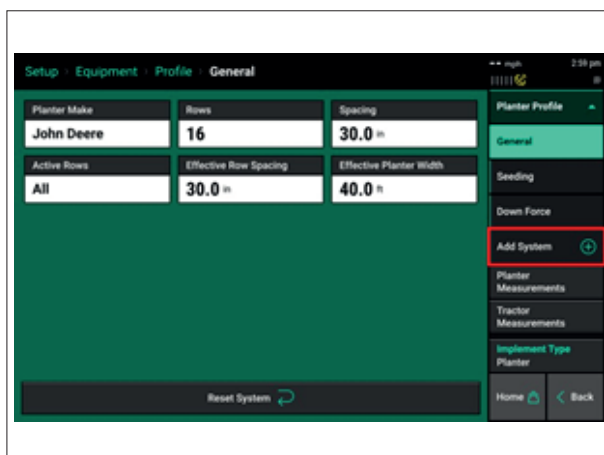 Setup Equipment Profile General
-- mph 2:59 pm
Planter Make Rows Spacing
John Deere 16 30.0 in
Active Rows Effective Row Spacing Effective Planter Width
All 30.0 in 40.0 ft
Reset System
Planter Profile
General
Seeding
Down Force
Add System
Planter
Measurements
Tractor
Measurements
Implement Type
Planter
Home Back